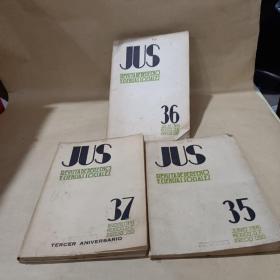 JUS
REVISTA DE DERECHO
Y CIENCIAS SOCIALES
36
JUS
REVISTA DE DERECHO
Y CIENCIAS SOCIALES
37
TERCER ANIVERSARIO
JUS
REVISTA DE DERECHO
Y CIENCIAS SOCIALES
35